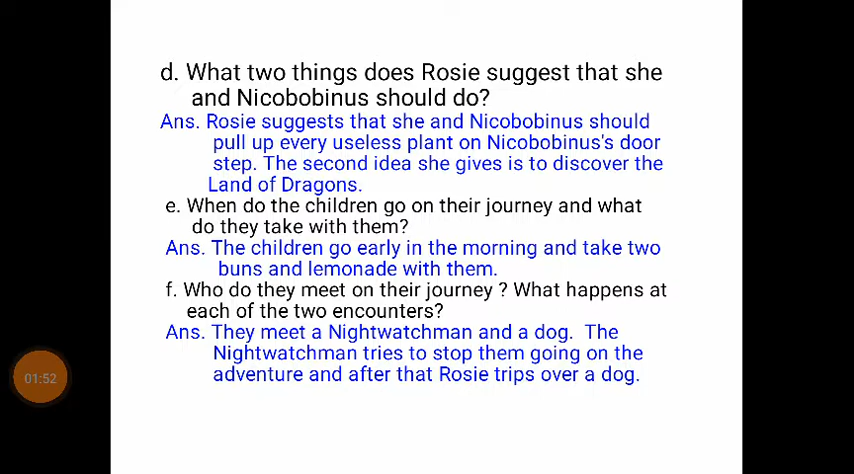 d. What two things does Rosie suggest that she
and Nicobobinus should do?
Ans. Rosie suggests that she and Nicobobinus should
pull up every useless plant on Nicobobinus's door
step. The second idea she gives is to discover the
Land of Dragons.
e. When do the children go on their journey and what
do they take with them?
Ans. The children go early in the morning and take two
buns and lemonade with them.
f. Who do they meet on their journey ? What happens at
each of the two encounters?
Ans. They meet a Nightwatchman and a dog. The
Nightwatchman tries to stop them going on the
01:52
adventure and after that Rosie trips over a dog.